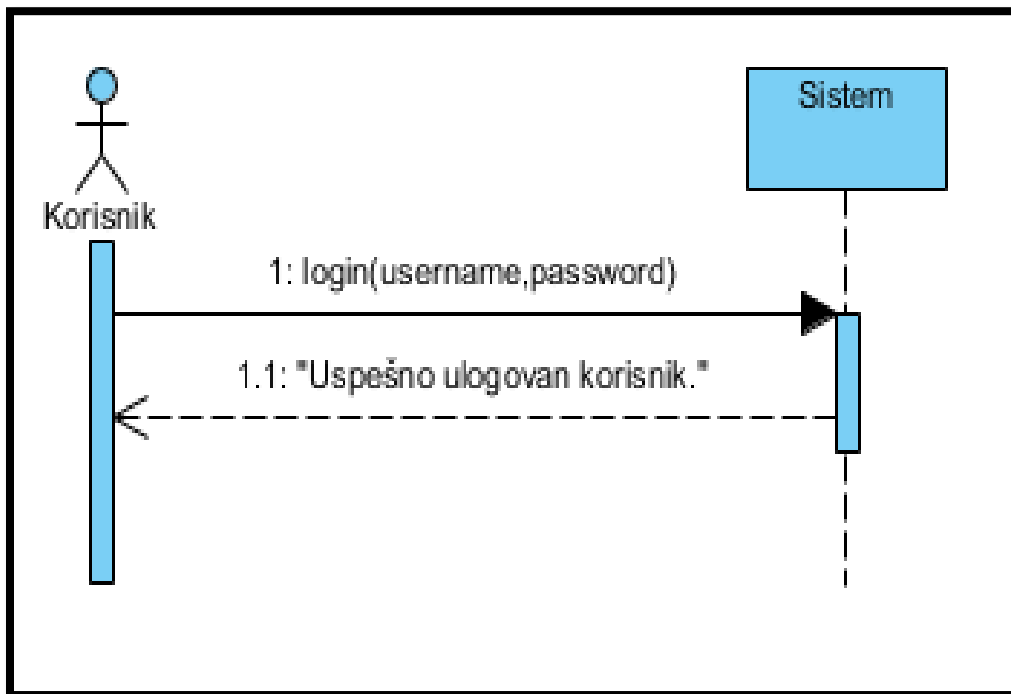 Sistem
Korisnik
1: login(username,password)
1.1: "Uspešno ulogovan korisnik."